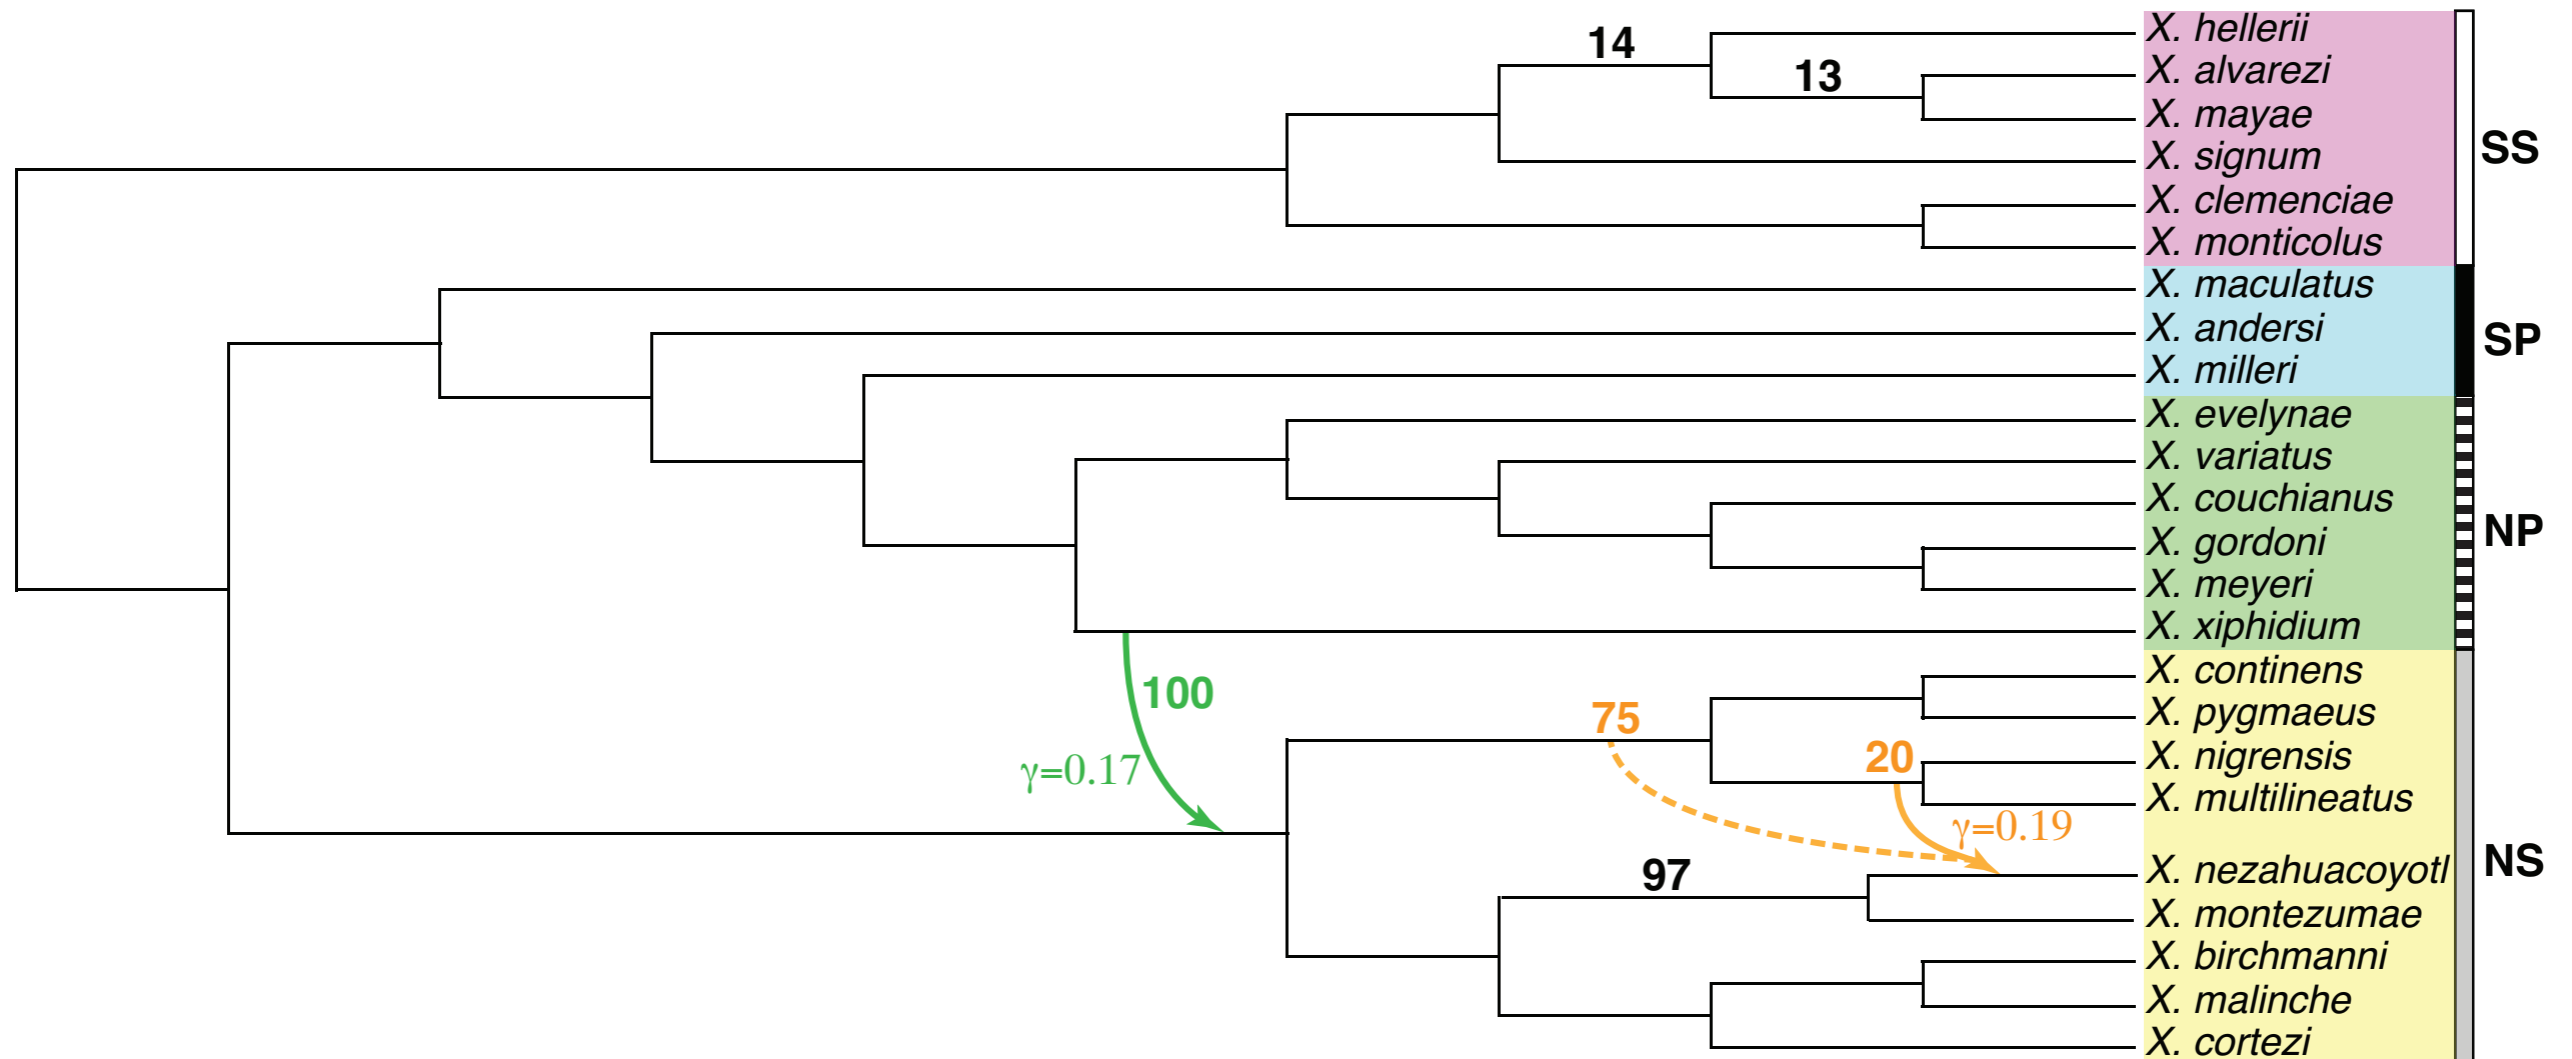 X. hellerii
14
X. alvarezi
13
X. mayae
SS
X. signum
X. clemenciae
X. monticolus
X. maculatus
X. andersi
SP
X. milleri
X. evelynae
X. variatus
X. couchianus
NP
X. gordoni
X. meyeri
X. xiphidium
X. continens
100
X. pygmaeus
75
X. nigrensis
20
γ=0.17
X. multilineatus
γ=0.19
X. nezahuacoyotl
NS
97
X. montezumae
X. birchmanni
X. malinche
X. cortezi